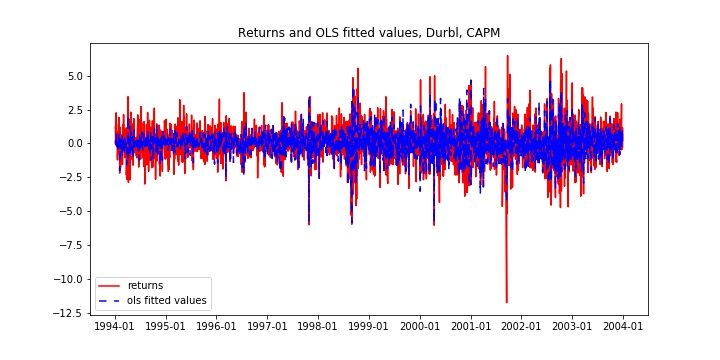 Returns and OLS fitted values, Durbl, CAPM
5.0
2.5
0.0
−2.5
−5.0
−7.5
−10.0
−12.5
returns
ols fitted values
1994-01 1995-01 1996-01 1997-01 1998-01 1999-01 2000-01 2001-01 2002-01 2003-01 2004-01